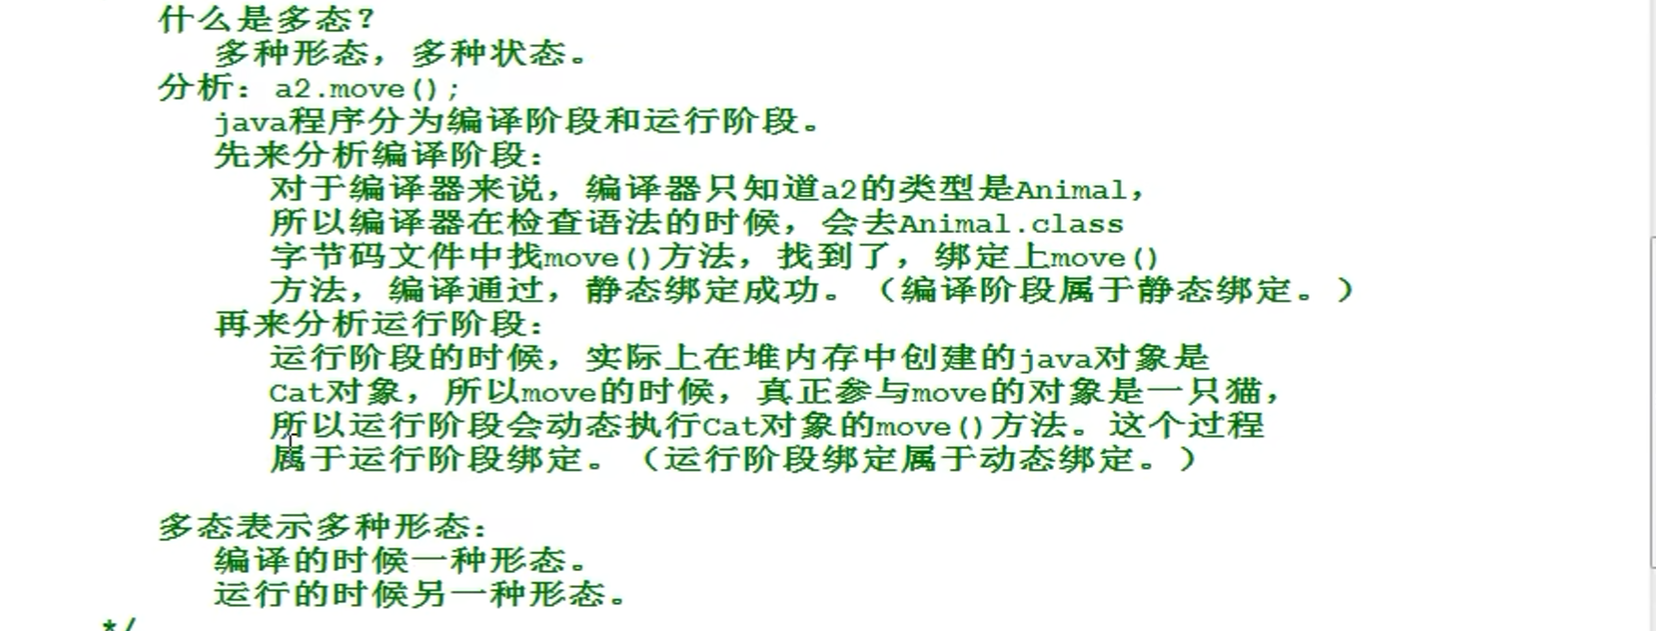 什么是多态？
多种形态，多种状态。
分析：a2.move();
java程序分为编译阶段和运行阶段。
先来分析编译阶段：
对于编译器来说，编译器只知道a2的类型是Animal，
所以编译器在检查语法的时候，会去Animal.class
字节码文件中找move()方法，找到了，绑定上move()
方法，编译通过，静态绑定成功。（编译阶段属于静态绑定。）
再来分析运行阶段：
运行阶段的时候，实际上在堆内存中创建的java对象是
Cat对象，所以move的时候，真正参与move的对象是一只猫，
所以运行阶段会动态执行Cat对象的move()方法。这个过程
属于运行阶段绑定。（运行阶段绑定属于动态绑定。）
多态表示多种形态：
编译的时候一种形态。
运行的时候另一种形态。
*/